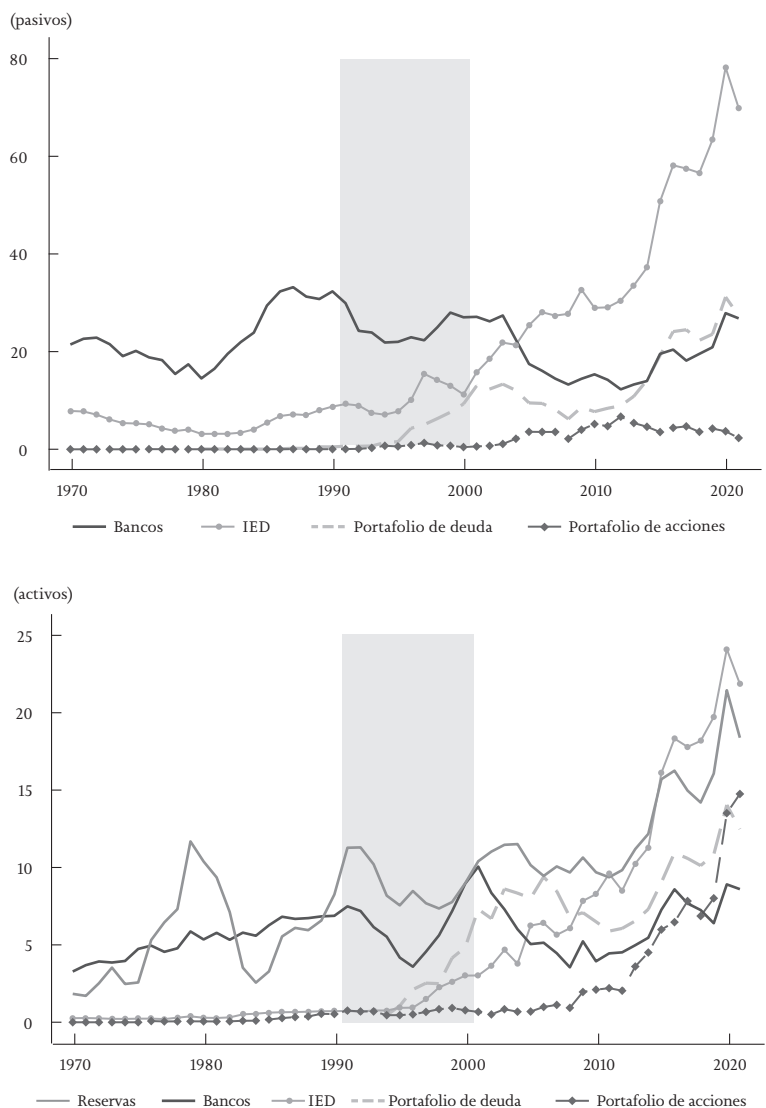 (pasivos)
80
60
40
20
0
1970 1980 1990 2000 2010 2020
Bancos IED Portafolio de deuda Portafolio de acciones
(activos)
25
20
15
10
5
0
1970 1980 1990 2000 2010 2020
Reservas Bancos IED Portafolio de deuda Portafolio de acciones